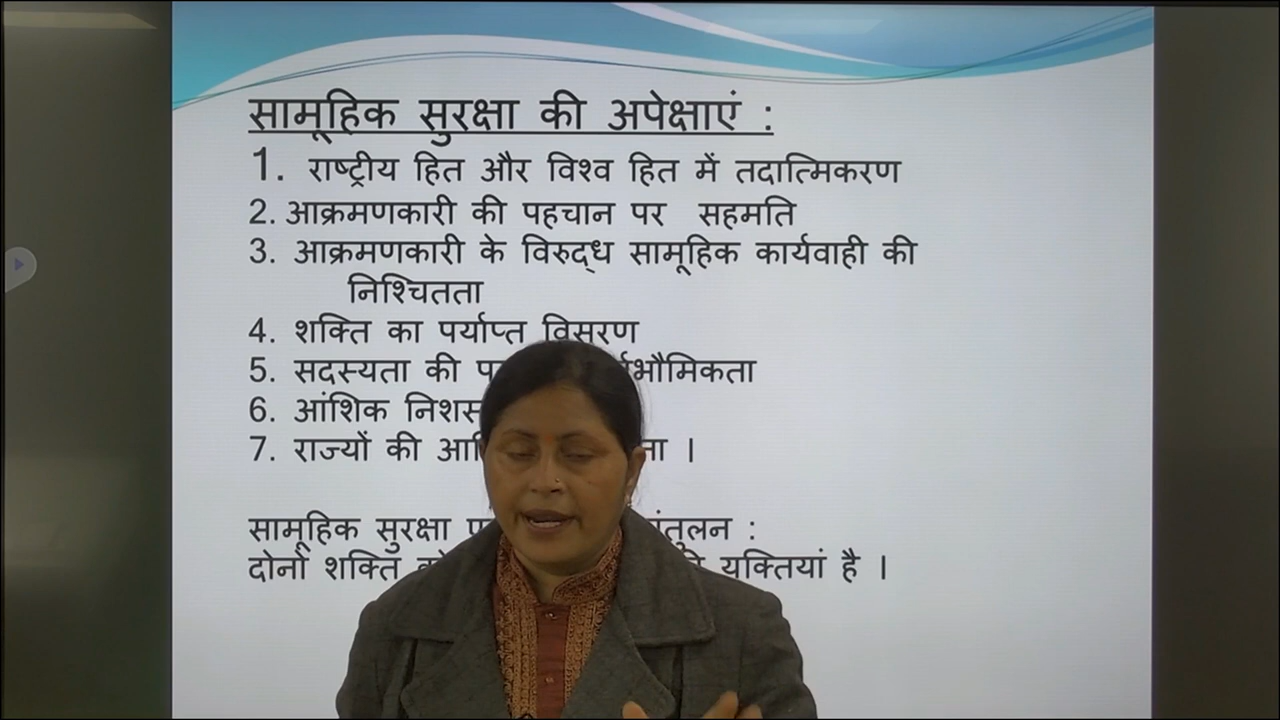 सामूहिक सुरक्षा की अपेक्षाएं :
1. राष्ट्रीय हित और विश्व हित में तदात्मिकरण
2. आक्रमणकारी की पहचान पर सहमति
3. आक्रमणकारी के विरुद्ध सामूहिक कार्यवाही की
निश्चितता
4. शक्ति का पर्याप्त विसरण
5. सदस्यता की
6. आंशिक
7. राज्यों की
सामूहिक सुरक्षा
दोनों शक्ति युक्तियां है ।